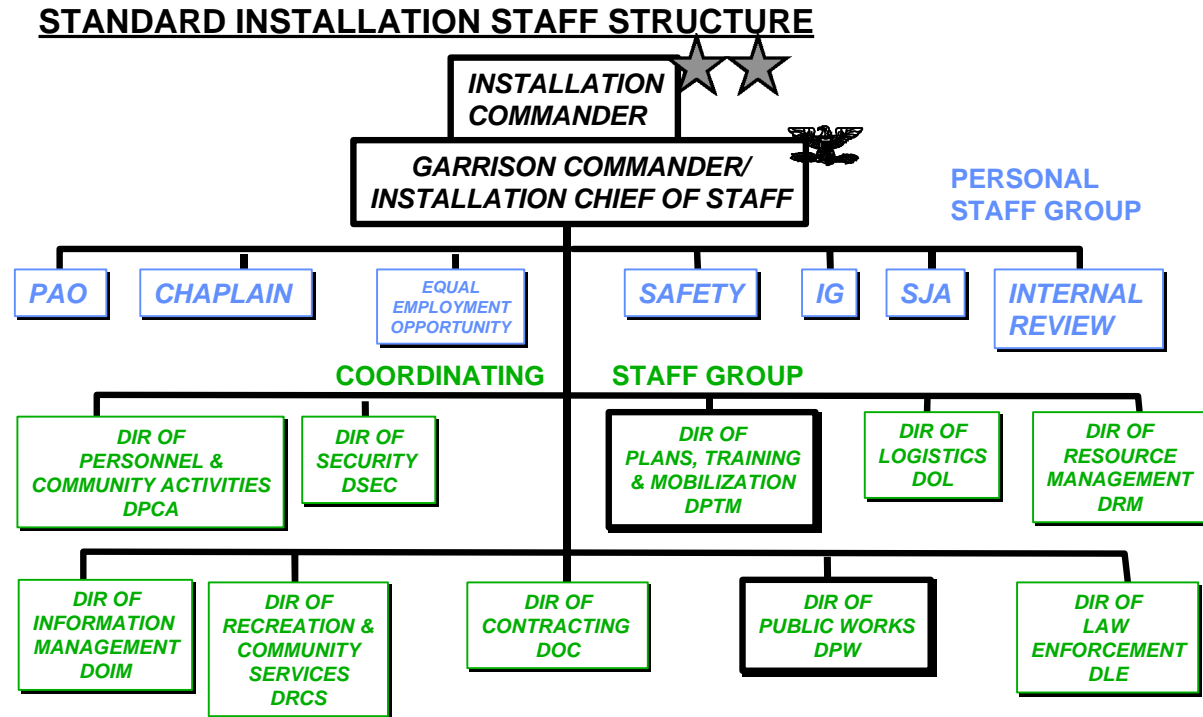 STANDARD INSTALLATION STAFF STRUCTURE
INSTALLATION
COMMANDER
GARRISON COMMANDER/
INSTALLATION CHIEF OF STAFF
PERSONAL
STAFF GROUP
PAO
CHAPLAIN
EQUAL
EMPLOYMENT
OPPORTUNITY
SAFETY
IG
SJA
INTERNAL
REVIEW
COORDINATING STAFF GROUP
DIR OF
PERSONNEL &
COMMUNITY ACTIVITIES
DPCA
DIR OF
SECURITY
DSEC
DIR OF
PLANS, TRAINING
& MOBILIZATION
DPTM
DIR OF
LOGISTICS
DOL
DIR OF
RESOURCE
MANAGEMENT
DRM
DIR OF
INFORMATION
MANAGEMENT
DOIM
DIR OF
RECREATION &
COMMUNITY
SERVICES
DRCS
DIR OF
CONTRACTING
DOC
DIR OF
PUBLIC WORKS
DPW
DIR OF
LAW
ENFORCEMENT
DLE